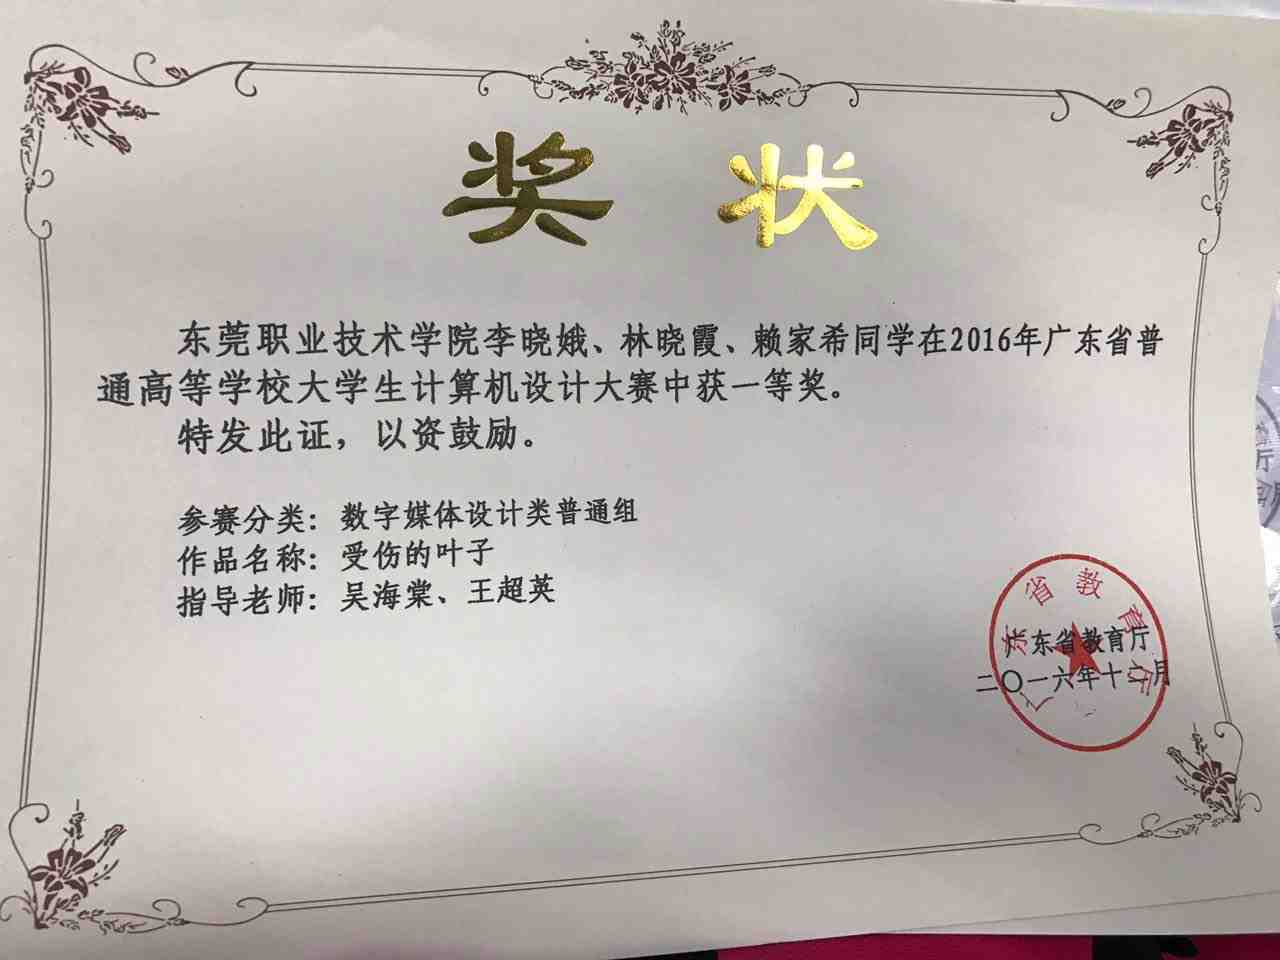 奖 状
东莞职业技术学院李晓娥、林晓霞、赖家希同学在2016年广东省普
通高等学校大学生计算机设计大赛中获一等奖。
特发此证，以资鼓励。
参赛分类：数字媒体设计类普通组
作品名称：受伤的叶子
指导老师：吴海棠、王超英
广东省教育厅
广东省教育厅
二〇一六年十二月
厅